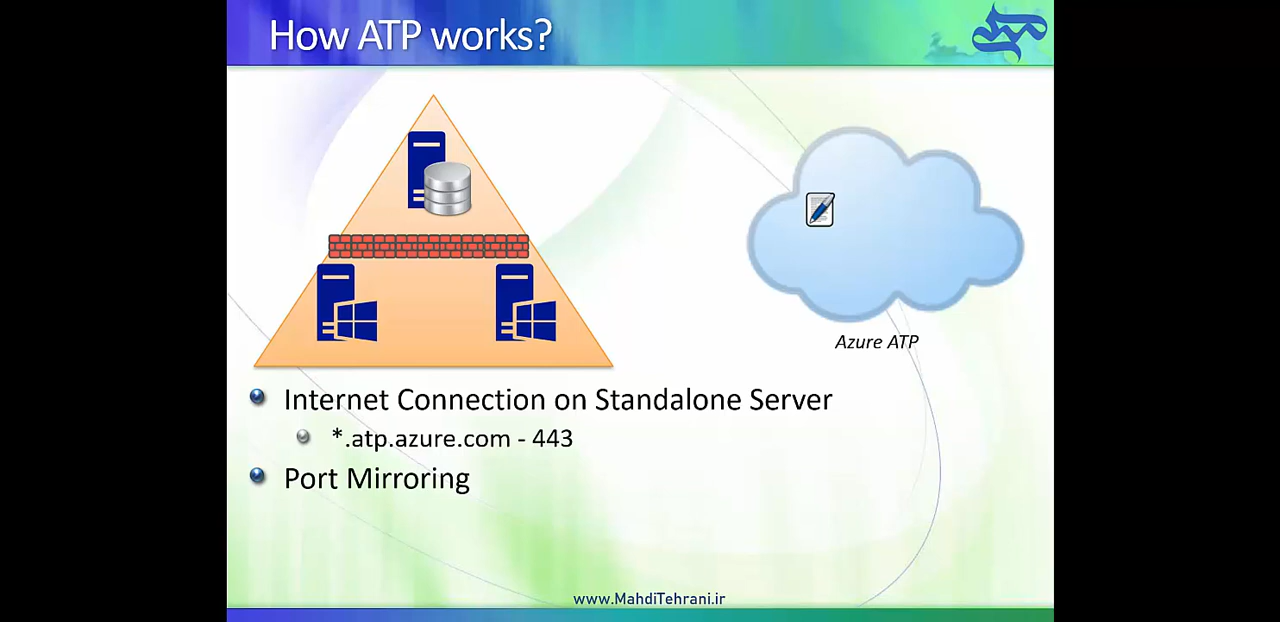 How ATP works?
Azure ATP
Internet Connection on Standalone Server
*.atp.azure.com - 443
Port Mirroring
www.MahdiTehrani.ir